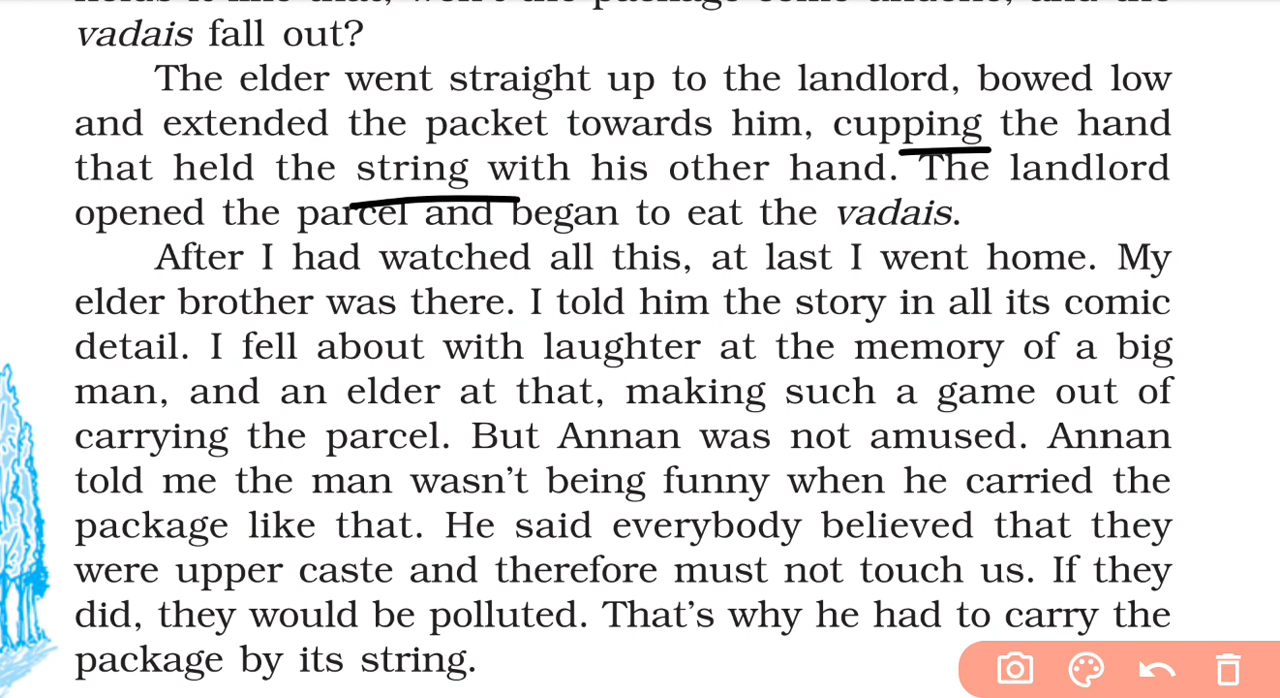 vadais fall out?
The elder went straight up to the landlord, bowed low
and extended the packet towards him, cupping the hand
that held the string with his other hand. The landlord
opened the parcel and began to eat the vadais.
After I had watched all this, at last I went home. My
elder brother was there. I told him the story in all its comic
detail. I fell about with laughter at the memory of a big
man, and an elder at that, making such a game out of
carrying the parcel. But Annan was not amused. Annan
told me the man wasn't being funny when he carried the
package like that. He said everybody believed that they
were upper caste and therefore must not touch us. If they
did, they would be polluted. That's why he had to carry the
package by its string.